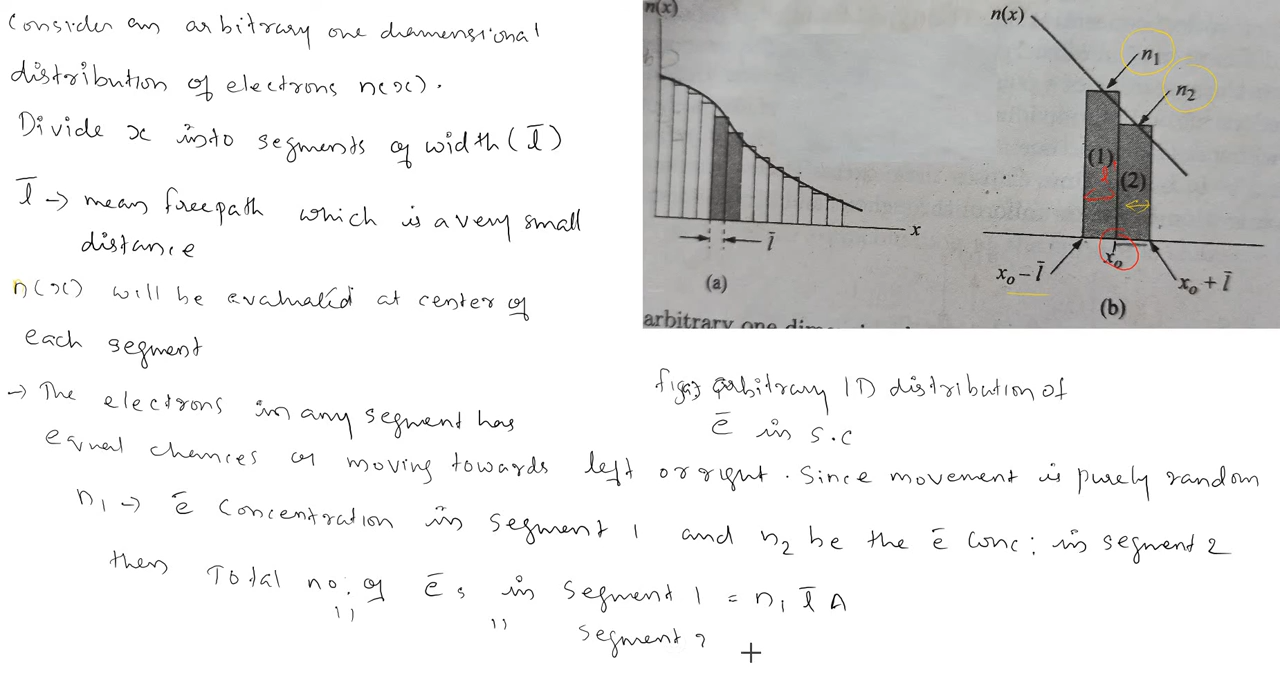 Consider an arbitrary one diamensional
distribution of electrons n(x).
Divide x into segments of width (l̄)
l̄ → mean freepath which is a very small
distance
n(x) will be evaluated at center of
each segment
→ The electrons in any segment has
equal chances of moving towards left or right. Since movement is purely random
n₁ → ē concentration in segment 1 and n₂ be the ē conc: in segment 2
then Total no: of ēs in segment 1 = n₁ l̄ A
" " segment 2
n(x)
l̄
x
(a)
n(x)
n₁
n₂
(1)
(2)
x₀ − l̄
x₀
x₀ + l̄
(b)
arbitrary one
fig(a) arbitrary 1D distribution of
ē in s.c